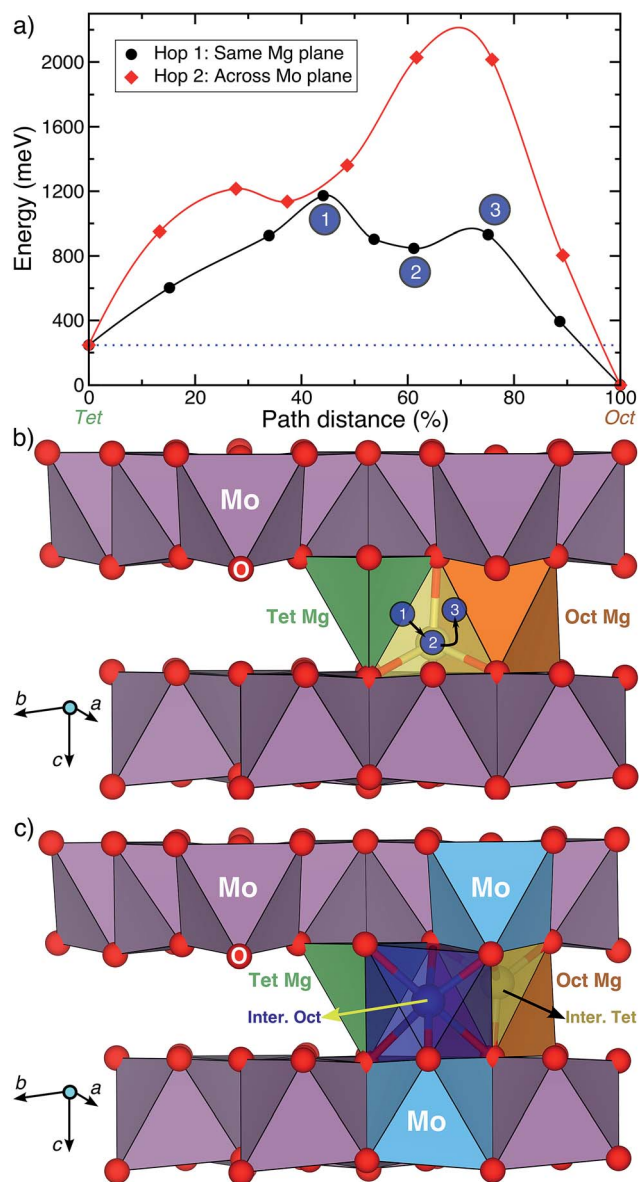 a)
Hop 1: Same Mg plane
Hop 2: Across Mo plane
Energy (meV)
2000
1600
1200
800
400
0
1
2
3
0 20 40 60 80 100
Tet Path distance (%) Oct
b)
Mo
O
Tet Mg
1
2
3
Oct Mg
b
a
c
c)
Mo
Mo
O
Tet Mg
Oct Mg
Inter. Oct
Inter. Tet
b
a
c
Mo